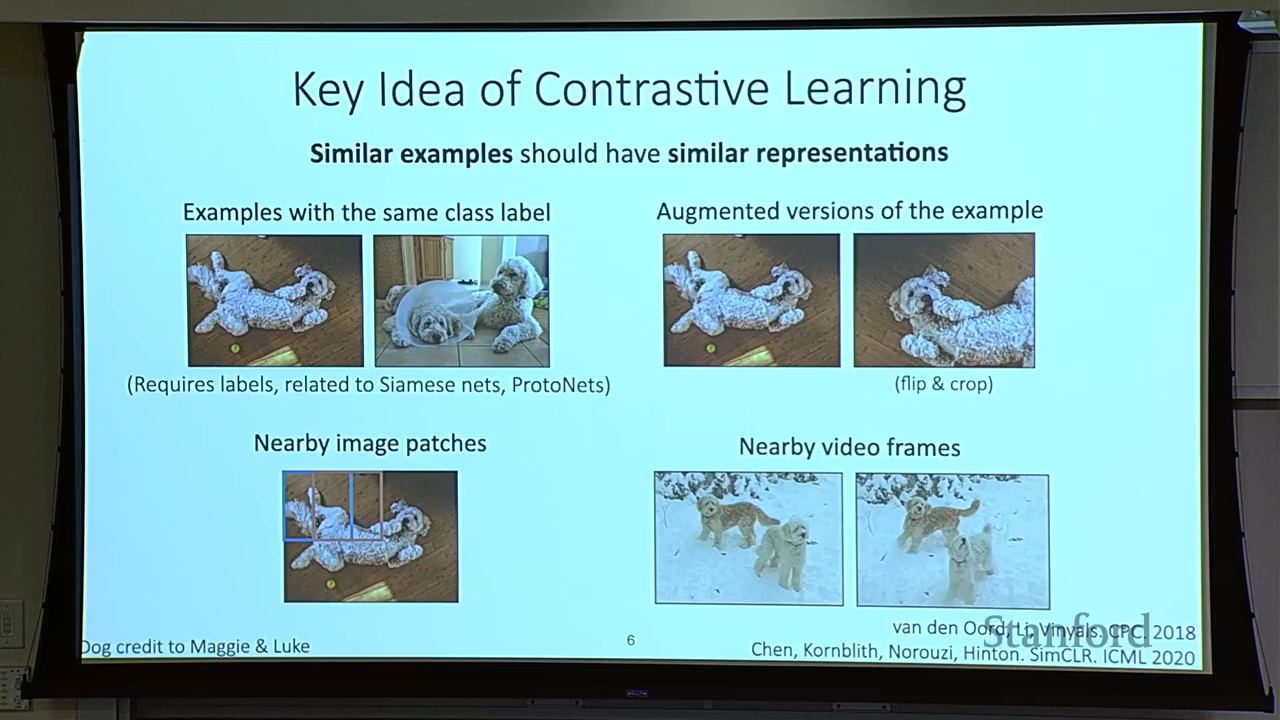 Key Idea of Contrastive Learning
Similar examples should have similar representations
Examples with the same class label
Augmented versions of the example
(Requires labels, related to Siamese nets, ProtoNets)
(flip & crop)
Nearby image patches
Nearby video frames
Dog credit to Maggie & Luke
6
van den Oord, Li, Vinyals. CPC. 2018
Chen, Kornblith, Norouzi, Hinton. SimCLR. ICML 2020
Stanford